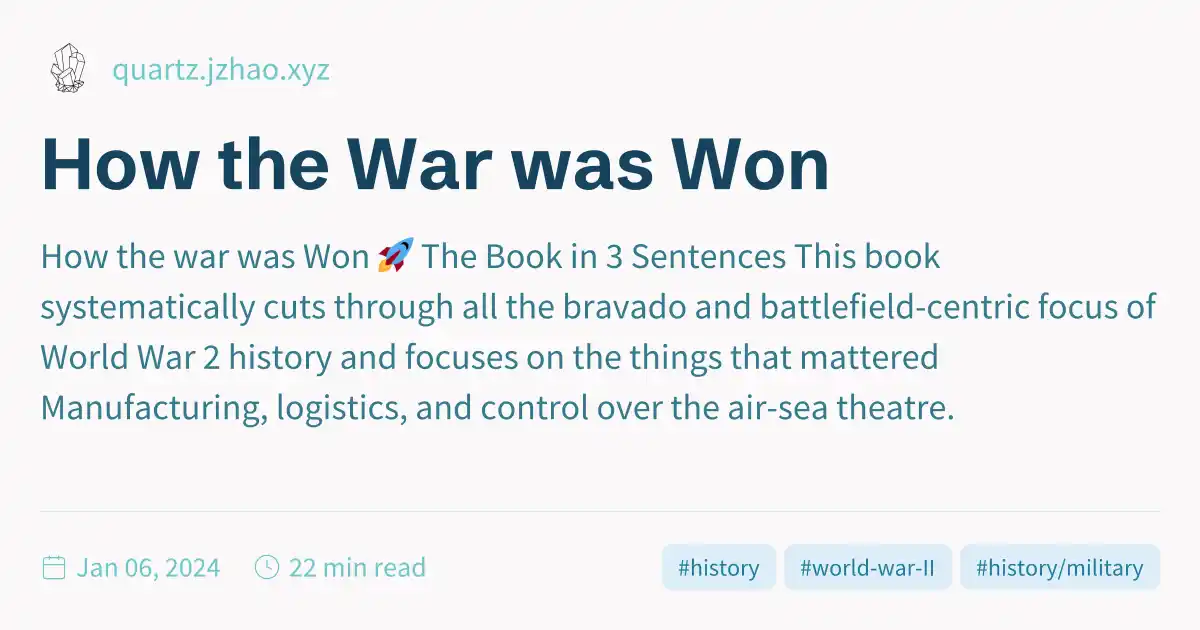 quartz.jzhao.xyz
How the War was Won
How the war was Won 🚀 The Book in 3 Sentences This book
systematically cuts through all the bravado and battlefield-centric focus of
World War 2 history and focuses on the things that mattered
Manufacturing, logistics, and control over the air-sea theatre.
Jan 06, 2024 22 min read #history #world-war-II #history/military